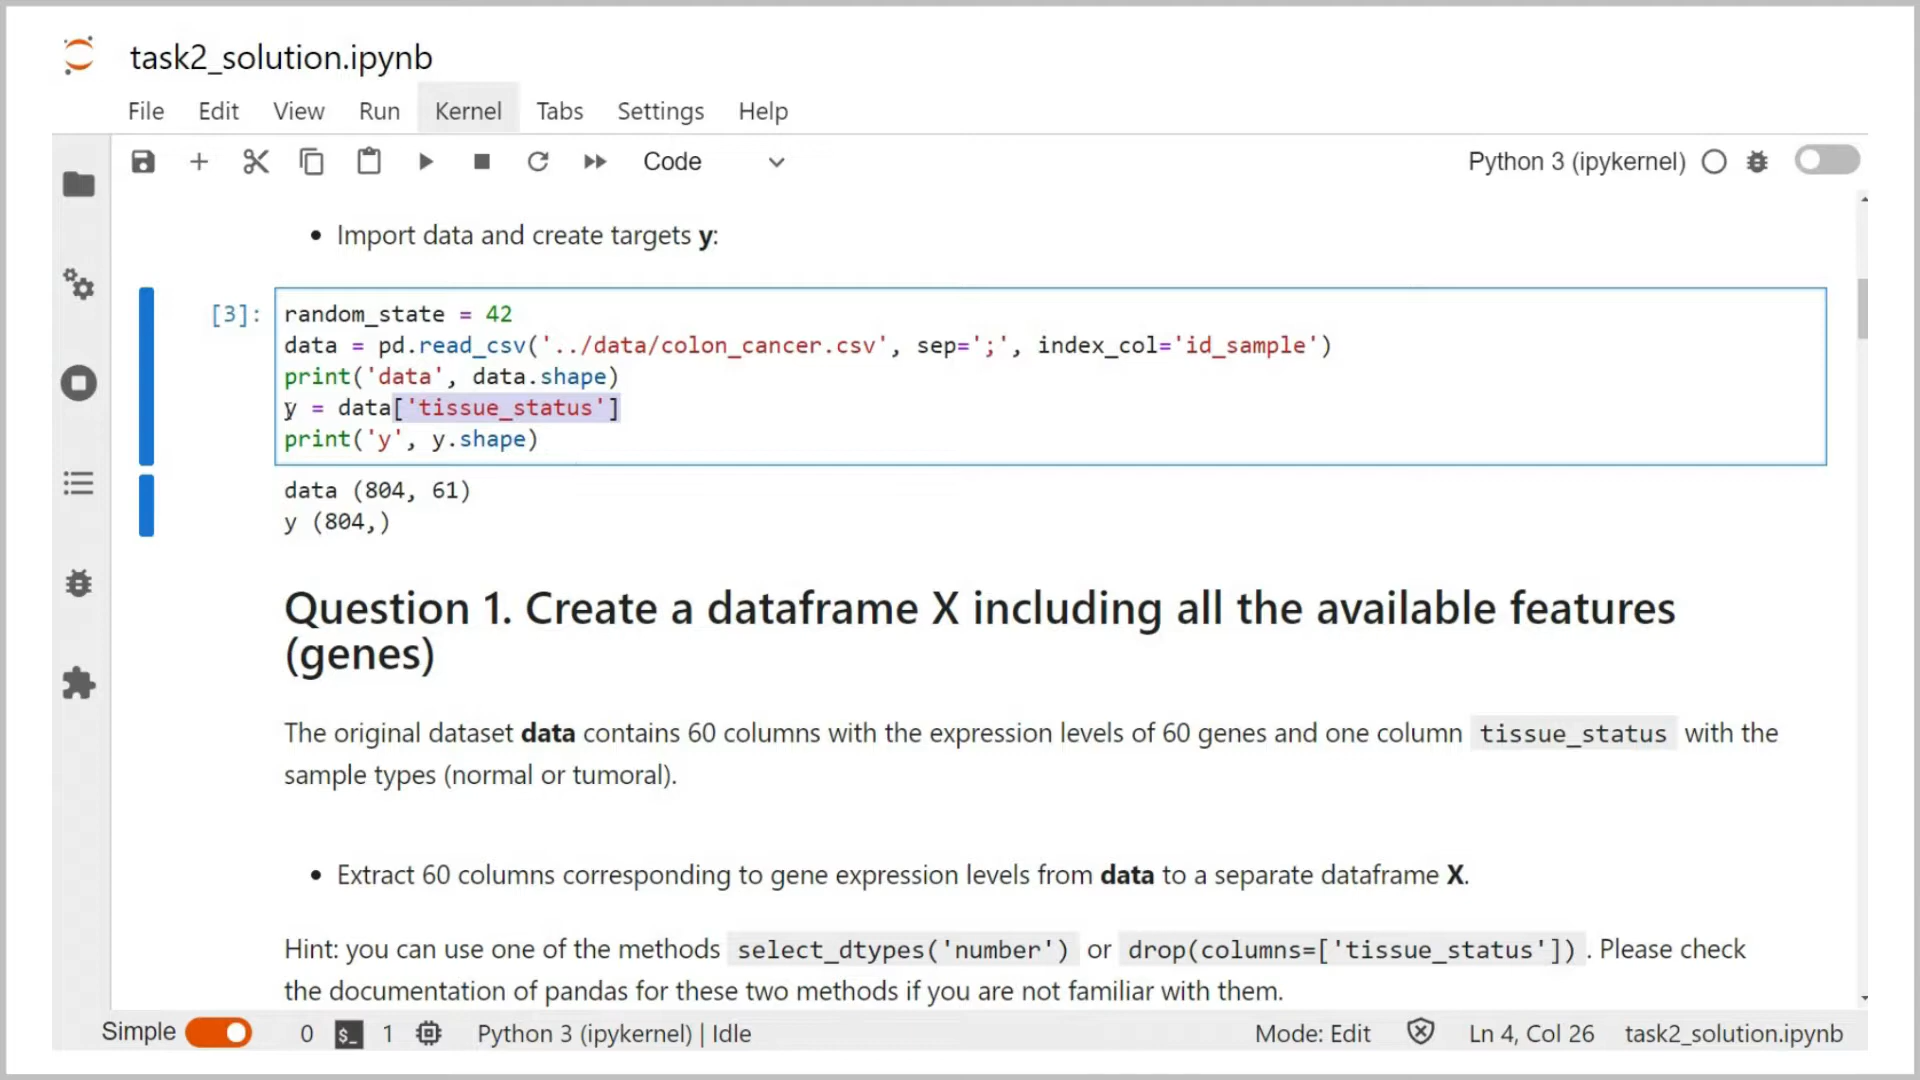 task2_solution.ipynb
File Edit View Run Kernel Tabs Settings Help
Code
Python 3 (ipykernel)
• Import data and create targets y:
[3]:
random_state = 42
data = pd.read_csv('../data/colon_cancer.csv', sep=';', index_col='id_sample')
print('data', data.shape)
y = data['tissue_status']
print('y', y.shape)
data (804, 61)
y (804,)
Question 1. Create a dataframe X including all the available features
(genes)
The original dataset data contains 60 columns with the expression levels of 60 genes and one column tissue_status with the
sample types (normal or tumoral).
• Extract 60 columns corresponding to gene expression levels from data to a separate dataframe X.
Hint: you can use one of the methods select_dtypes('number') or drop(columns=['tissue_status']). Please check
the documentation of pandas for these two methods if you are not familiar with them.
Simple 0 $_ 1 Python 3 (ipykernel) | Idle Mode: Edit Ln 4, Col 26 task2_solution.ipynb